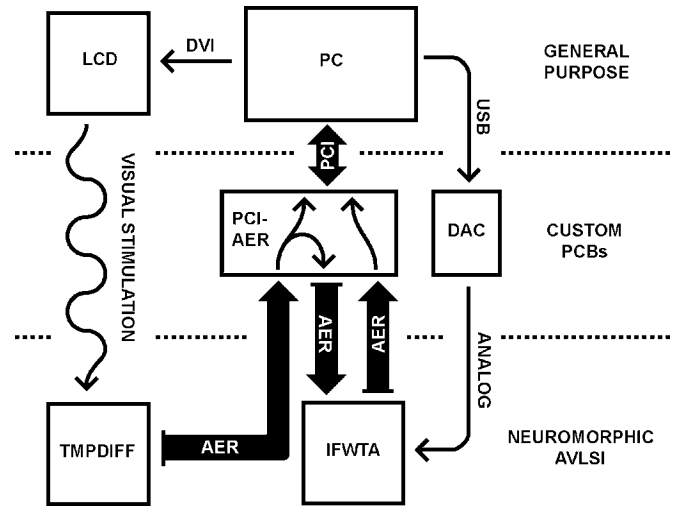 LCD
DVI
PC
GENERAL
PURPOSE
USB
PCI
VISUAL STIMULATION
PCI-
AER
DAC
CUSTOM
PCBs
AER
AER
ANALOG
TMPDIFF
AER
IFWTA
NEUROMORPHIC
AVLSI